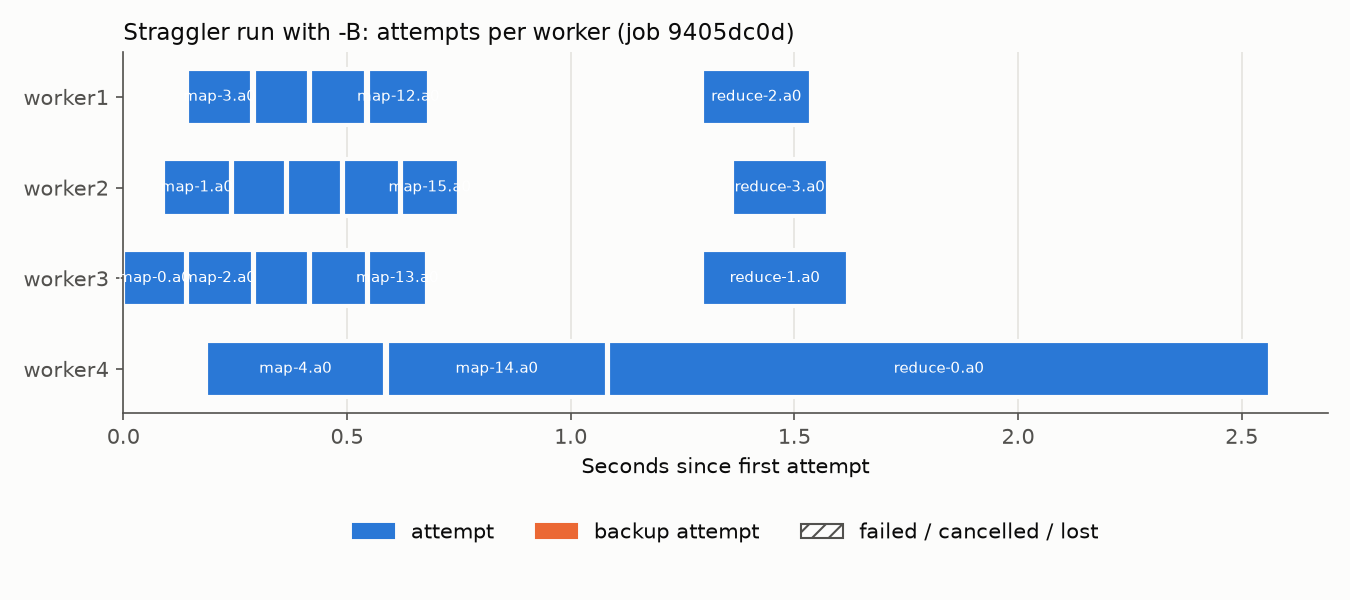 Straggler run with -B: attempts per worker (job 9405dc0d)
worker1
map-3.a0
map-12.a
reduce-2.a0
worker2
map-1.a0
map-15.a
reduce-3.a0
worker3
map-0.a0
map-2.a0
map-13.a
reduce-1.a0
worker4
map-4.a0
map-14.a0
reduce-0.a0
0.0 0.5 1.0 1.5 2.0 2.5
Seconds since first attempt
attempt backup attempt failed / cancelled / lost